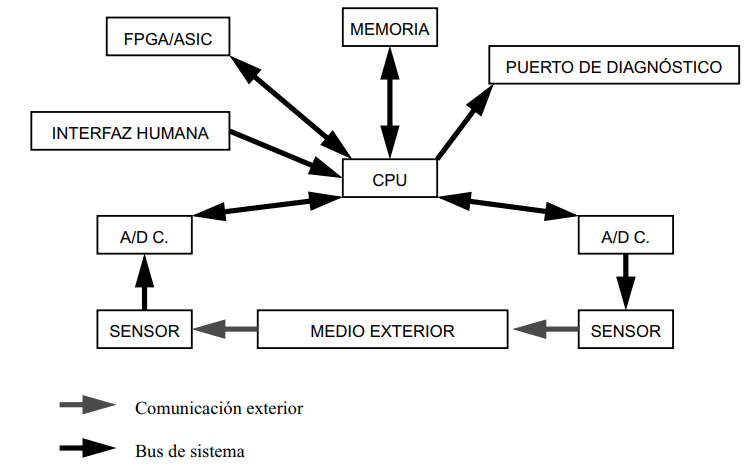 MEMORIA
FPGA/ASIC
PUERTO DE DIAGNÓSTICO
INTERFAZ HUMANA
CPU
A/D C.
A/D C.
SENSOR
MEDIO EXTERIOR
SENSOR
Comunicación exterior
Bus de sistema